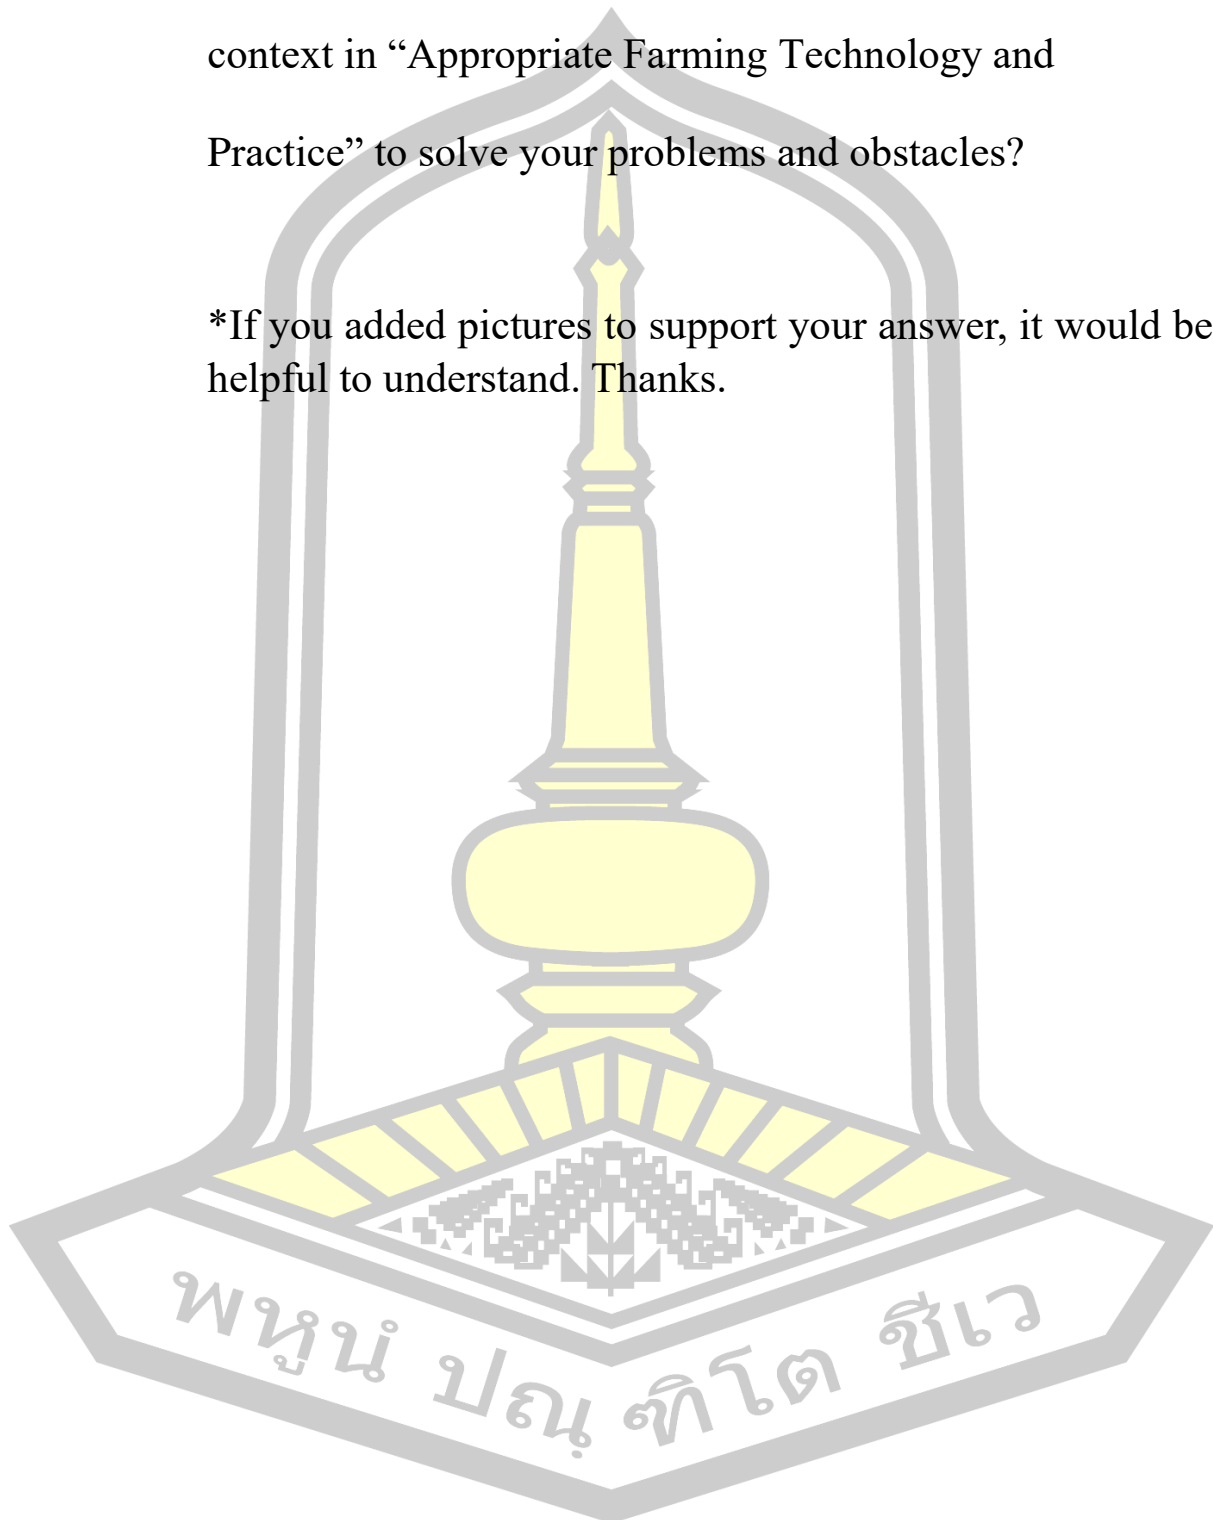 context in “Appropriate Farming Technology and
Practice” to solve your problems and obstacles?
*If you added pictures to support your answer, it would be
helpful to understand. Thanks.
พหูนํ ปณฺ ฑิโต ชีเว